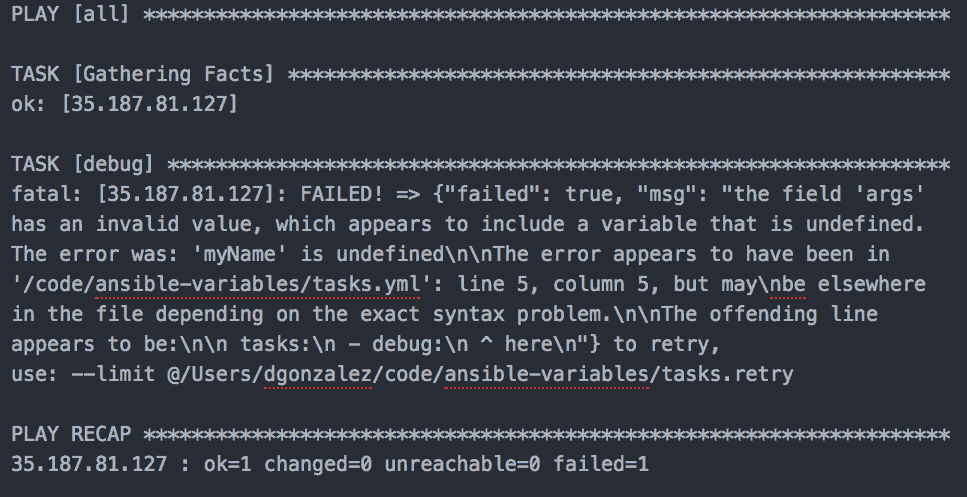 PLAY [all] *******************************************************************
TASK [Gathering Facts] *******************************************************
ok: [35.187.81.127]
TASK [debug] *****************************************************************
fatal: [35.187.81.127]: FAILED! => {"failed": true, "msg": "the field 'args'
has an invalid value, which appears to include a variable that is undefined.
The error was: 'myName' is undefined\n\nThe error appears to have been in
'/code/ansible-variables/tasks.yml': line 5, column 5, but may\nbe elsewhere
in the file depending on the exact syntax problem.\n\nThe offending line
appears to be:\n\n tasks:\n - debug:\n ^ here\n"} to retry,
use: --limit @/Users/dgonzalez/code/ansible-variables/tasks.retry
PLAY RECAP *******************************************************************
35.187.81.127 : ok=1 changed=0 unreachable=0 failed=1